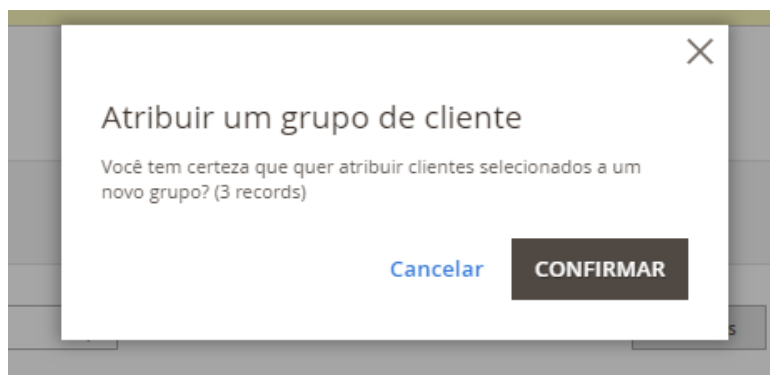 Atribuir um grupo de cliente
Você tem certeza que quer atribuir clientes selecionados a um
novo grupo? (3 records)
Cancelar
CONFIRMAR